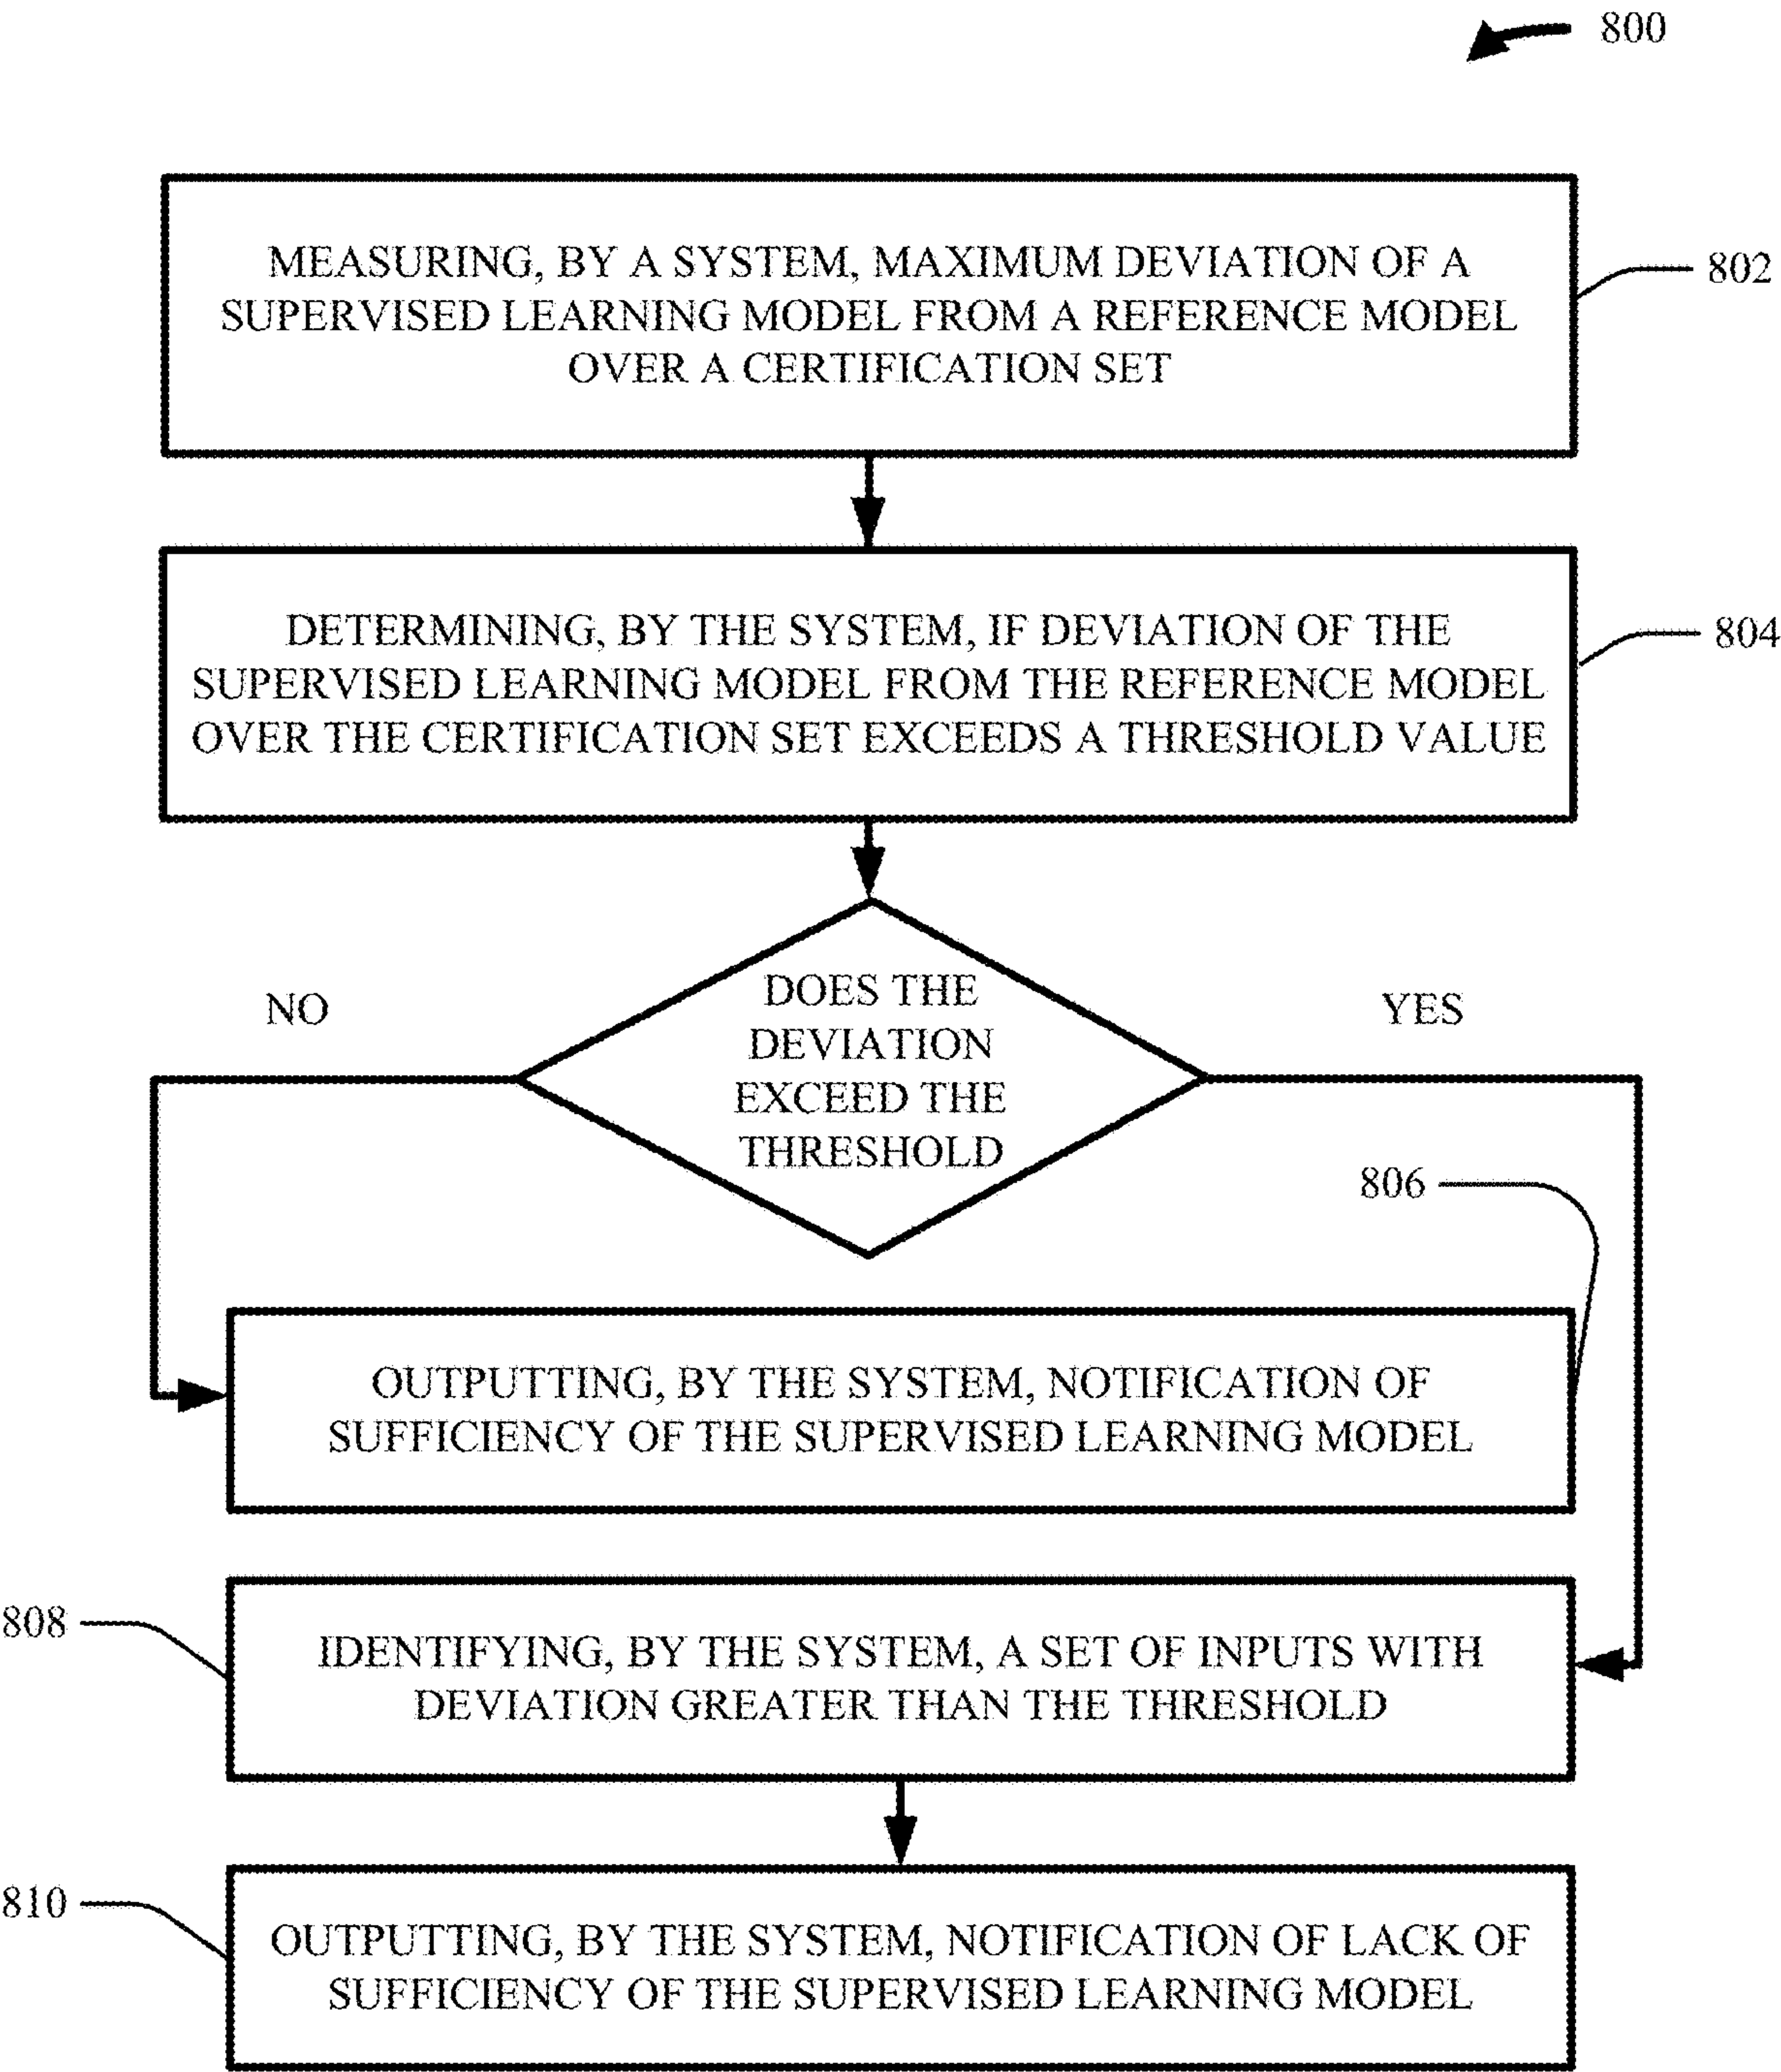 800
MEASURING, BY A SYSTEM, MAXIMUM DEVIATION OF A
SUPERVISED LEARNING MODEL FROM A REFERENCE MODEL
OVER A CERTIFICATION SET
802
DETERMINING, BY THE SYSTEM, IF DEVIATION OF THE
SUPERVISED LEARNING MODEL FROM THE REFERENCE MODEL
OVER THE CERTIFICATION SET EXCEEDS A THRESHOLD VALUE
804
NO
DOES THE
DEVIATION
EXCEED THE
THRESHOLD
YES
806
OUTPUTTING, BY THE SYSTEM, NOTIFICATION OF
SUFFICIENCY OF THE SUPERVISED LEARNING MODEL
808
IDENTIFYING, BY THE SYSTEM, A SET OF INPUTS WITH
DEVIATION GREATER THAN THE THRESHOLD
810
OUTPUTTING, BY THE SYSTEM, NOTIFICATION OF LACK OF
SUFFICIENCY OF THE SUPERVISED LEARNING MODEL